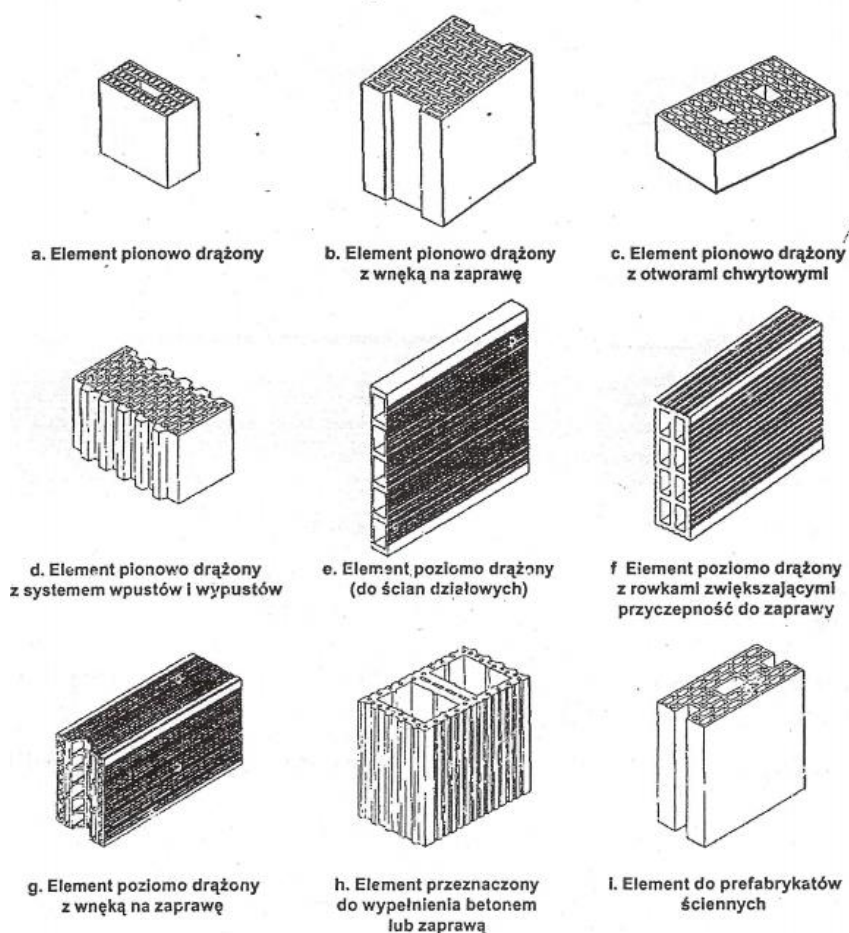 a. Element pionowo drążony
b. Element pionowo drążony
z wnęką na zaprawę
c. Element pionowo drążony
z otworami chwytowymi
d. Element pionowo drążony
z systemem wpustów i wypustów
e. Element poziomo drążony
(do ścian działowych)
f Element poziomo drążony
z rowkami zwiększającymi
przyczepność do zaprawy
g. Element poziomo drążony
z wnęką na zaprawę
h. Element przeznaczony
do wypełnienia betonem
lub zaprawą
i. Element do prefabrykatów
ściennych